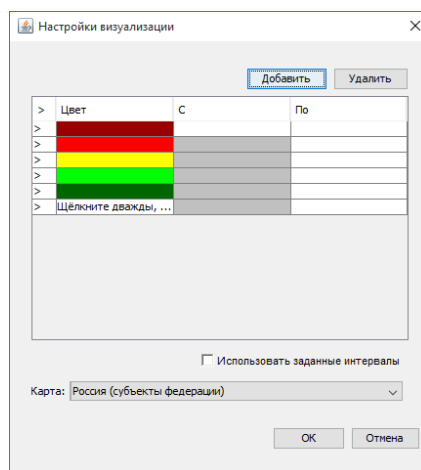 Настройки визуализации
Добавить Удалить
> Цвет С По
>
>
>
>
>
> Щёлкните дважды, ...
Использовать заданные интервалы
Карта: Россия (субъекты федерации)
OK Отмена